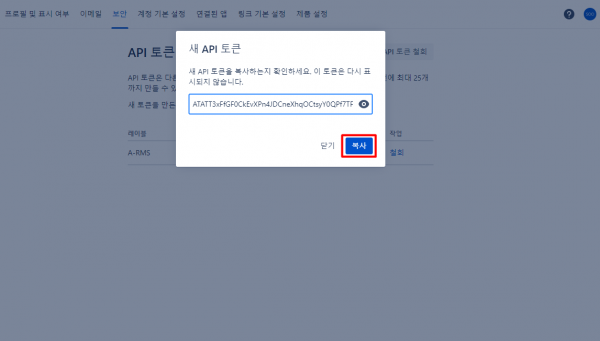 프로필 및 표시 여부 이메일 보안 계정 기본 설정 연결된 앱 링크 기본 설정 제품 설정
API 토큰
API 토큰 철회
새 API 토큰
새 API 토큰을 복사하는지 확인하세요. 이 토큰은 다시 표
시되지 않습니다.
API 토큰은 다른
에 최대 25개
까지 만들 수 있
새 토큰을 만든
닫기 복사
레이블
작업
A-RMS
철회